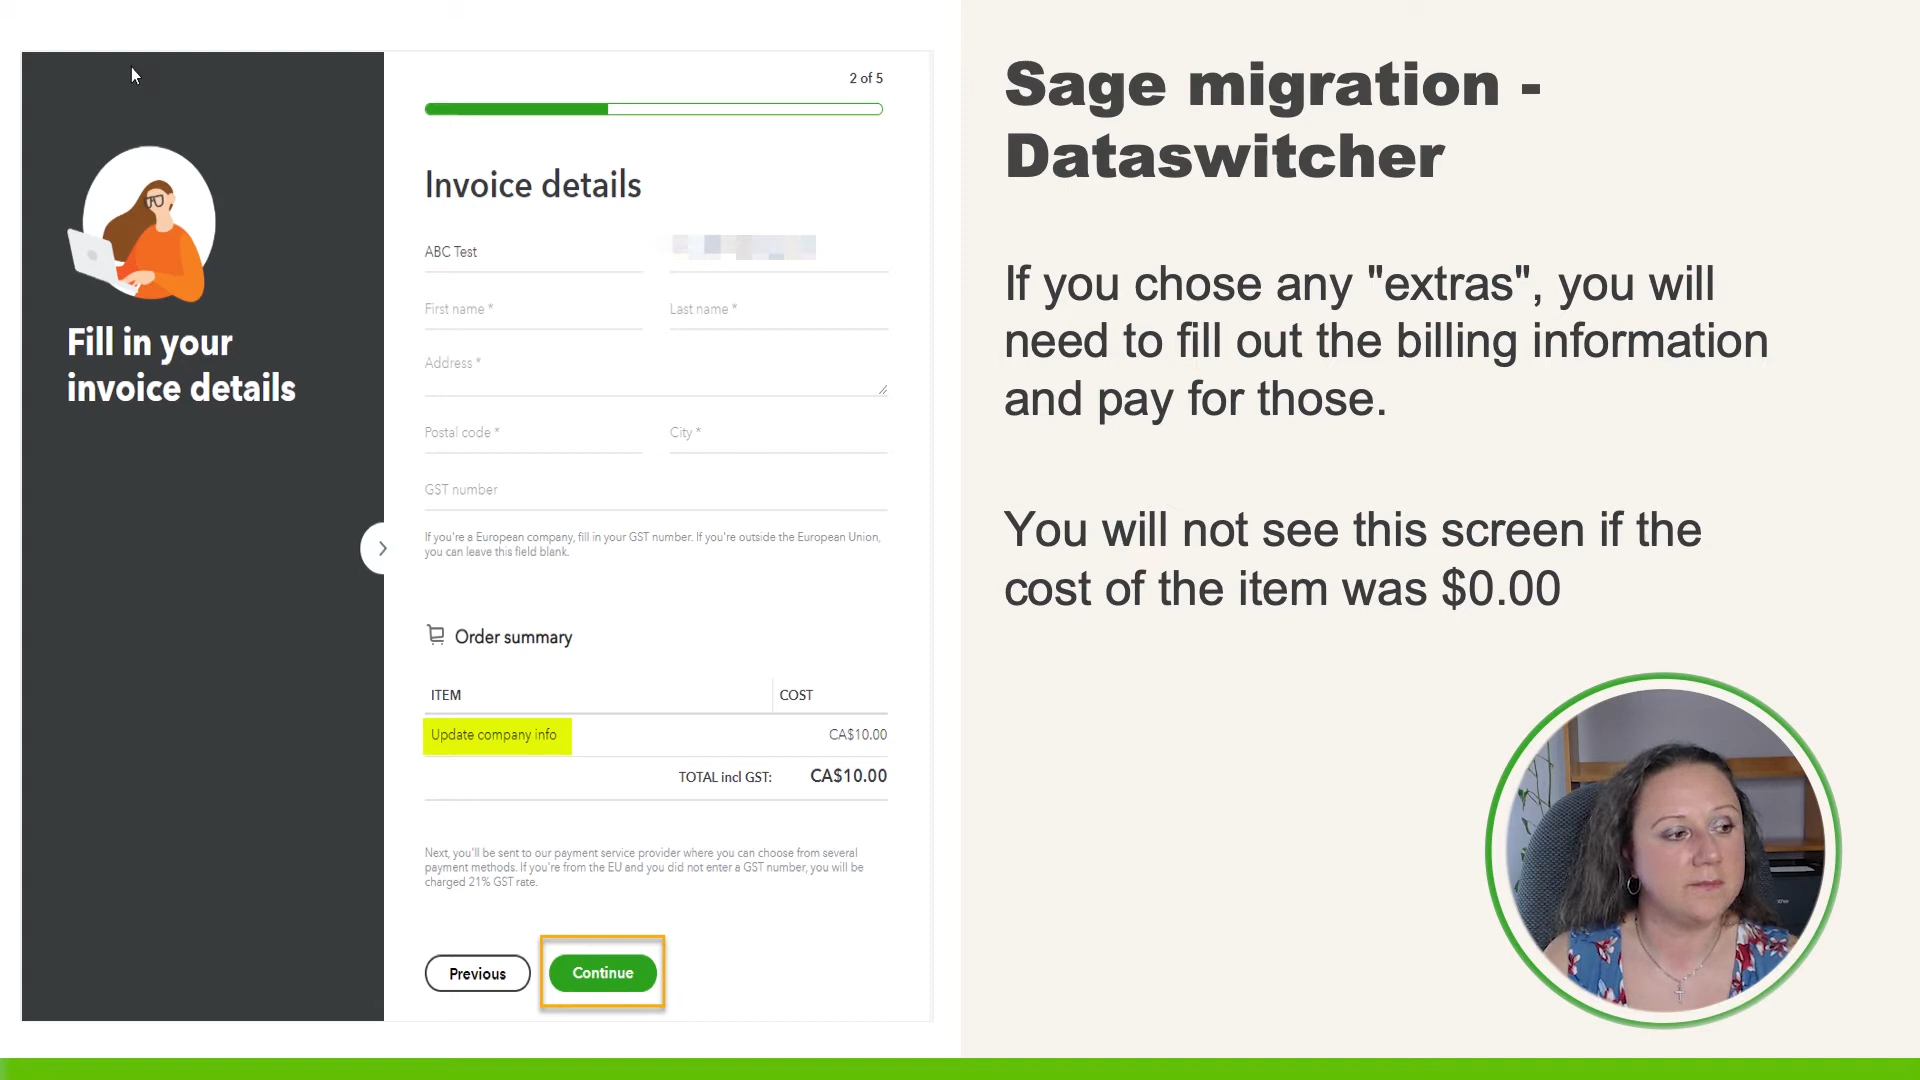 Fill in your
invoice details
2 of 5
Invoice details
ABC Test
First name *
Last name *
Address *
Postal code *
City *
GST number
If you're a European company, fill in your GST number. If you're outside the European Union,
you can leave this field blank.
Order summary
ITEM
COST
Update company info
CA$10.00
TOTAL incl GST:
CA$10.00
Next, you'll be sent to our payment service provider where you can choose from several
payment methods. If you're from the EU and you did not enter a GST number, you will be
charged 21% GST rate.
Previous
Continue
Sage migration -
Dataswitcher
If you chose any "extras", you will
need to fill out the billing information
and pay for those.
You will not see this screen if the
cost of the item was $0.00